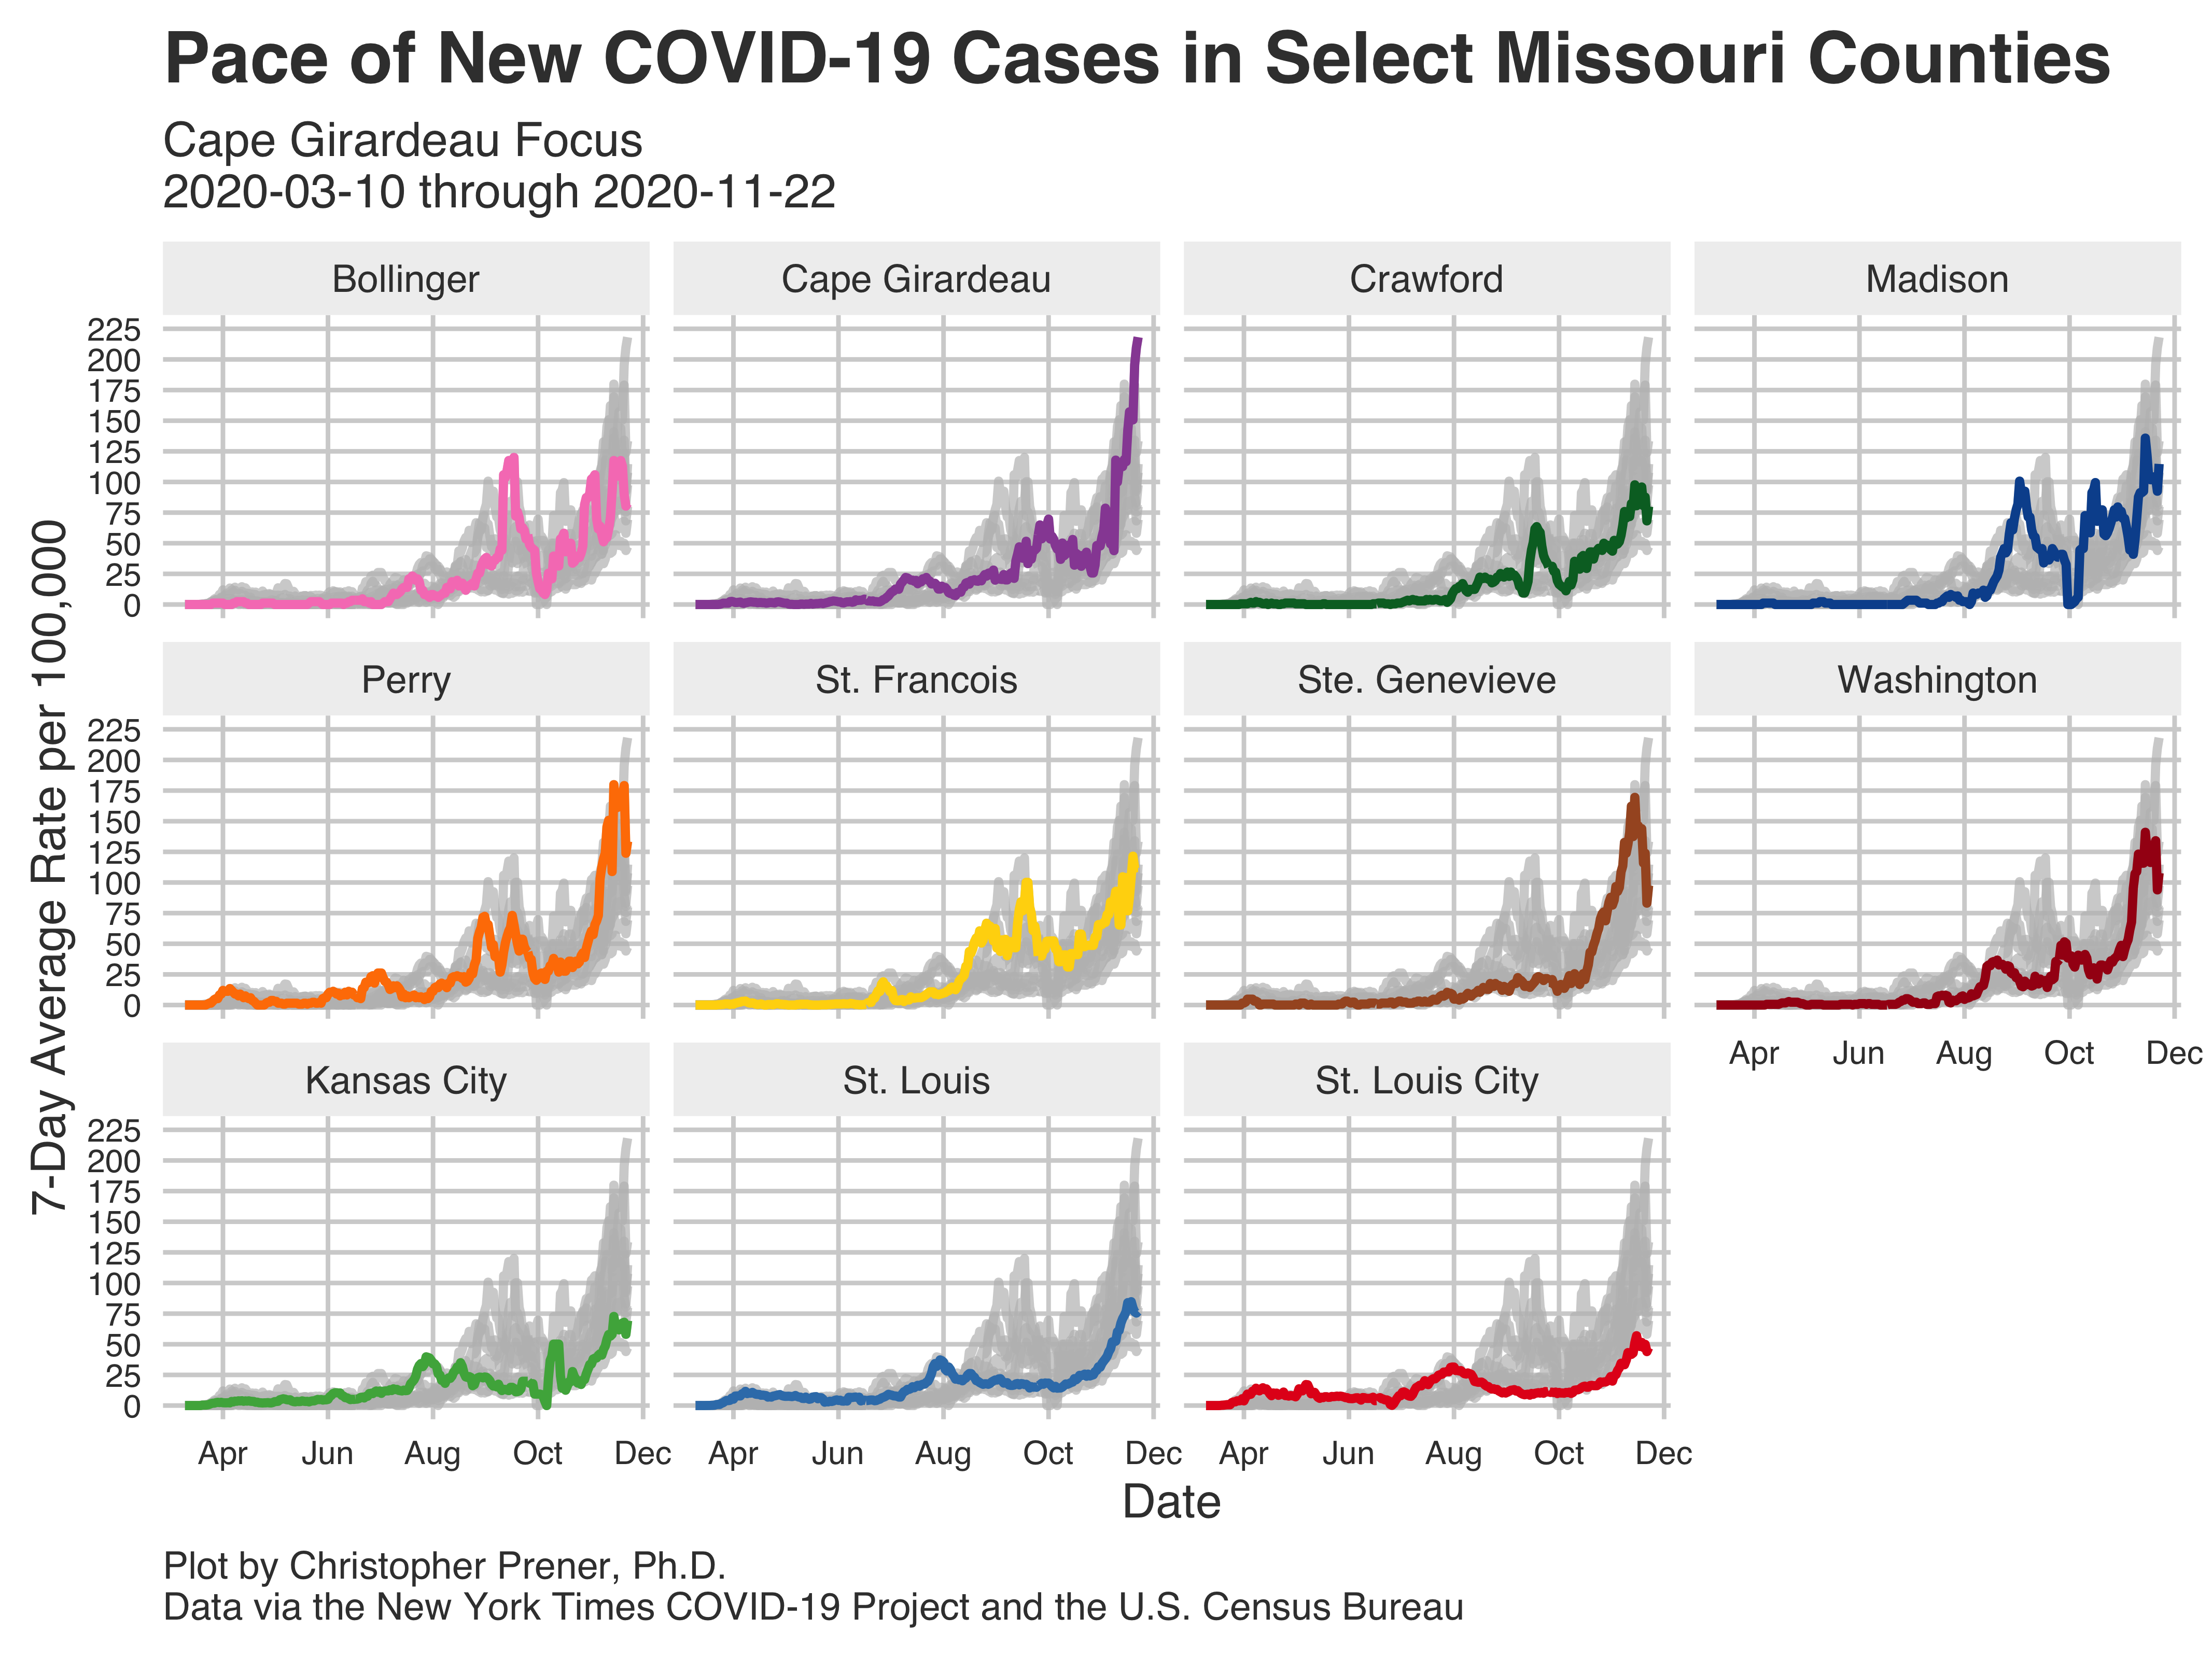 Pace of New COVID-19 Cases in Select Missouri Counties
Cape Girardeau Focus
2020-03-10 through 2020-11-22
Bollinger
Cape Girardeau
Crawford
Madison
225
200
175
150
125
100
75
50
25
0
Perry
St. Francois
Ste. Genevieve
Washington
225
200
175
150
125
100
75
50
25
0
Apr Jun Aug Oct Dec
Kansas City
St. Louis
St. Louis City
225
200
175
150
125
100
75
50
25
0
Apr Jun Aug Oct Dec
Apr Jun Aug Oct Dec
Apr Jun Aug Oct Dec
7-Day Average Rate per 100,000
Date
Plot by Christopher Prener, Ph.D.
Data via the New York Times COVID-19 Project and the U.S. Census Bureau